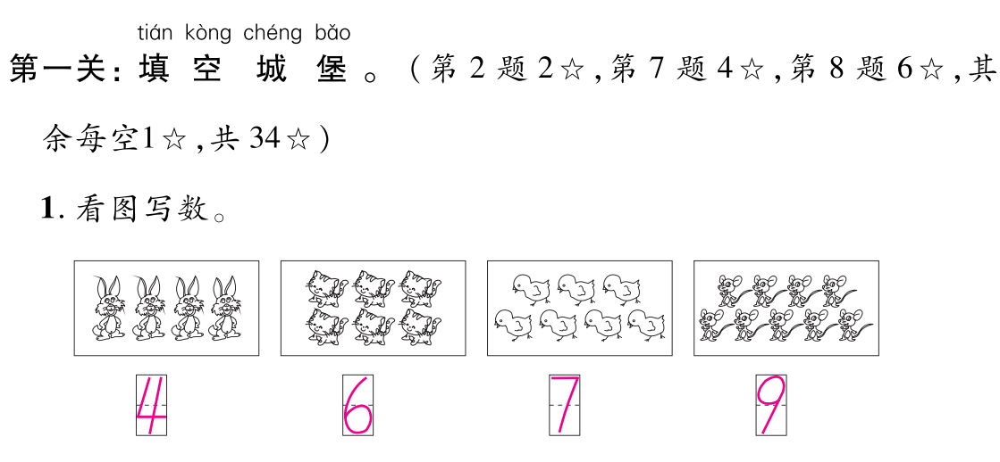 tián kòng chéng bǎo
第一关：填空城堡。（第2题2☆，第7题4☆，第8题6☆，其
余每空1☆，共34☆）
1. 看图写数。
4 6 7 9